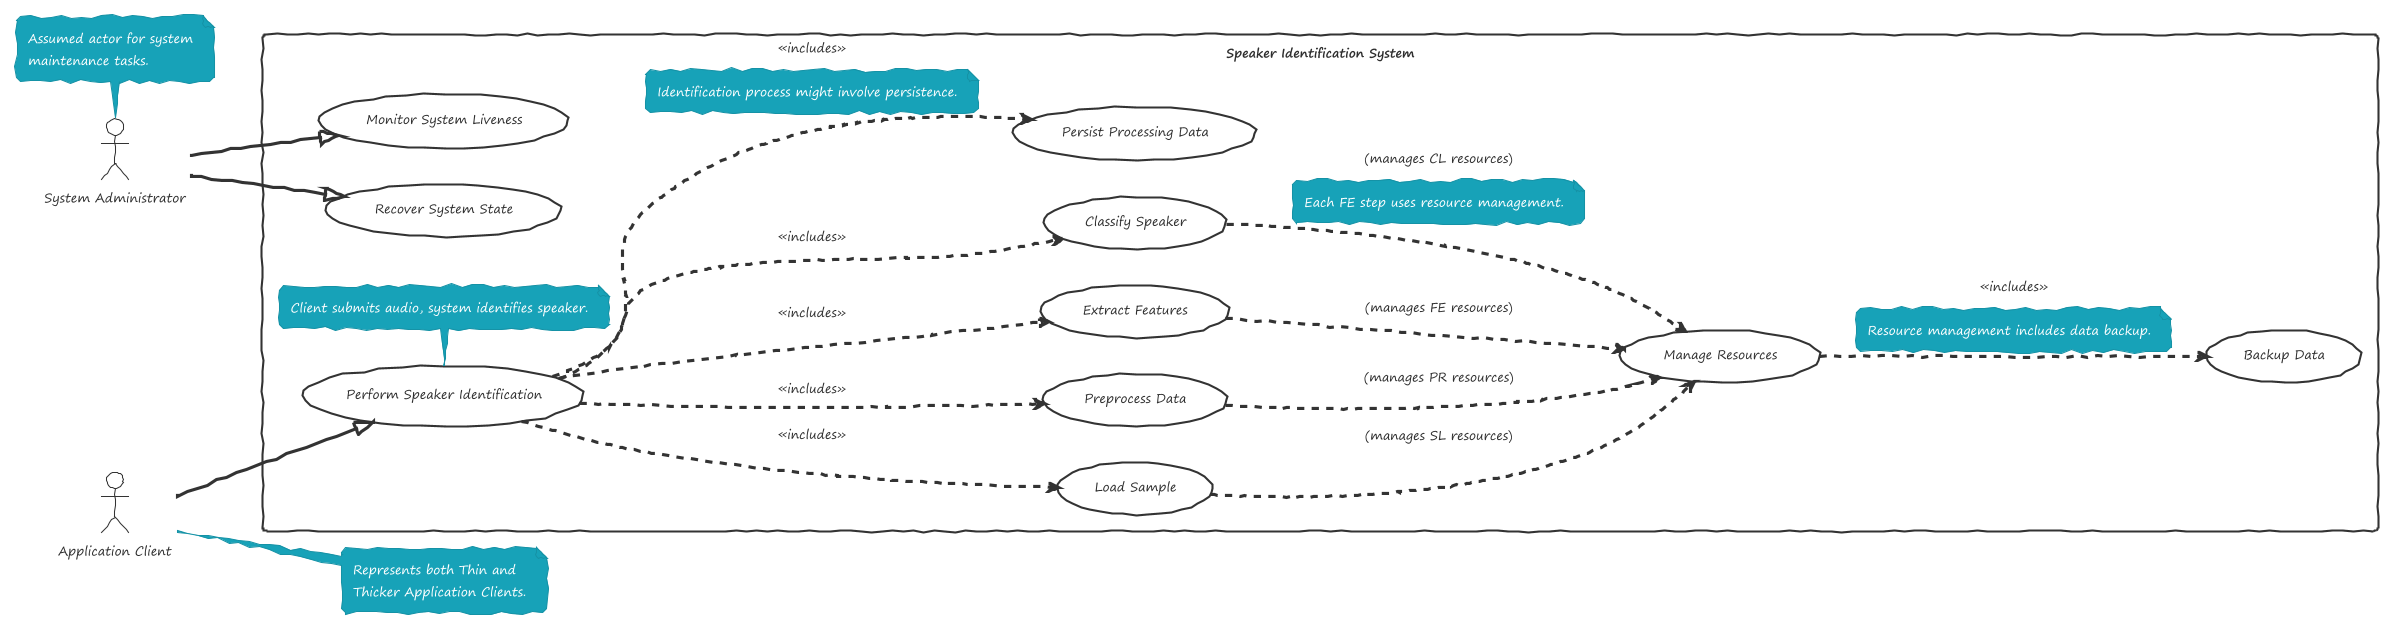 Assumed actor for system
maintenance tasks.
System Administrator
Application Client
Represents both Thin and
Thicker Application Clients.
Speaker Identification System
Monitor System Liveness
Recover System State
Client submits audio, system identifies speaker.
Perform Speaker Identification
«includes»
Identification process might involve persistence.
«includes»
«includes»
«includes»
«includes»
Persist Processing Data
Classify Speaker
Extract Features
Preprocess Data
Load Sample
(manages CL resources)
Each FE step uses resource management.
(manages FE resources)
(manages PR resources)
(manages SL resources)
Manage Resources
«includes»
Resource management includes data backup.
Backup Data